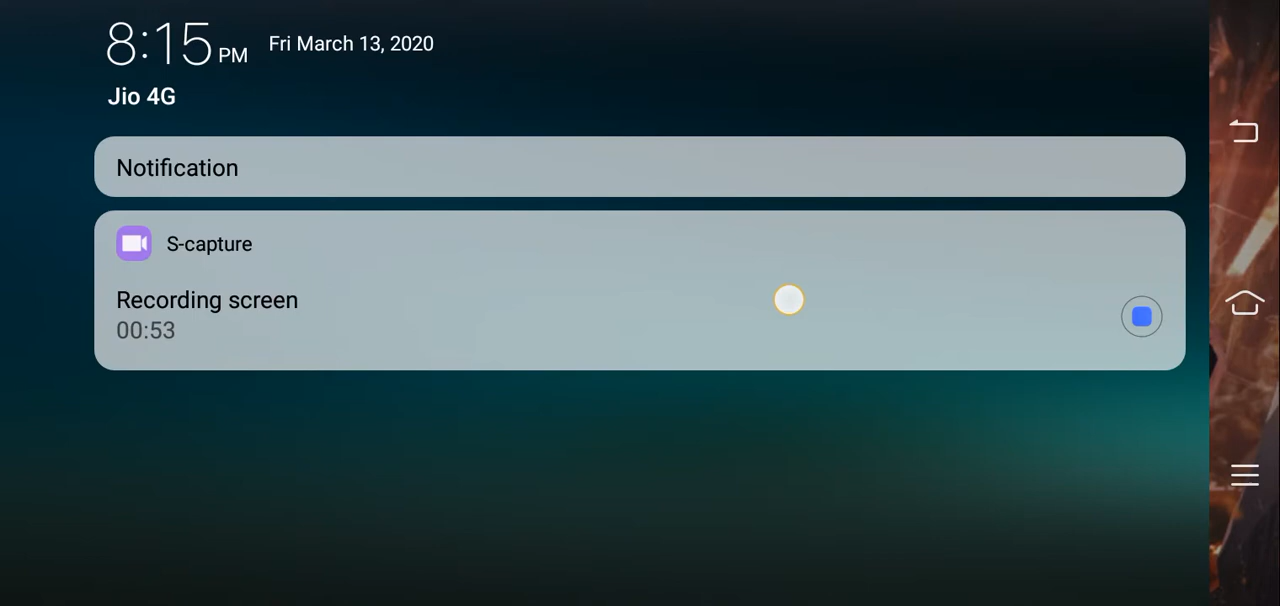 8:15 PM Fri March 13, 2020
Jio 4G
Notification
S-capture
Recording screen
00:53